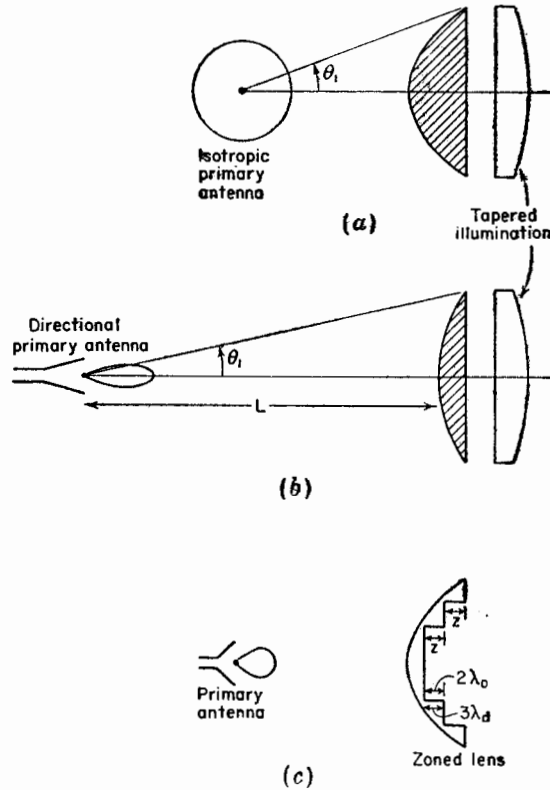 θ₁
Isotropic
primary
antenna
(a)
Tapered
illumination
Directional
primary antenna
θ₁
L
(b)
z
z
2λ₀
3λd
Primary
antenna
Zoned lens
(c)